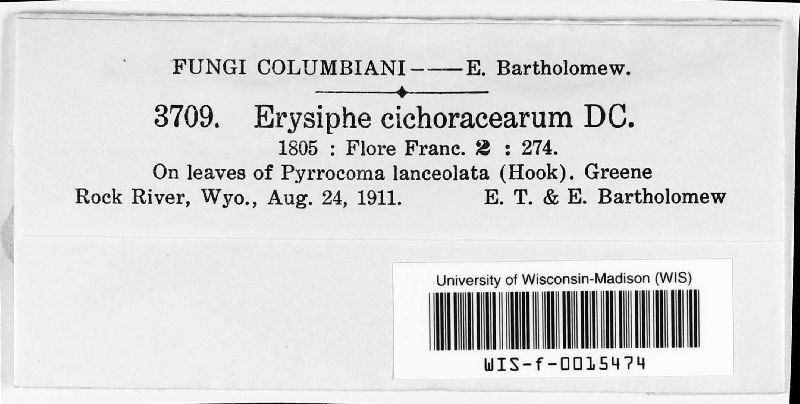 FUNGI COLUMBIANI–––E. Bartholomew.
3709. Erysiphe cichoracearum DC.
1805 : Flore Franc. 2 : 274.
On leaves of Pyrrocoma lanceolata (Hook). Greene
Rock River, Wyo., Aug. 24, 1911. E. T. & E. Bartholomew
University of Wisconsin-Madison (WIS)
WIS-f-0015474